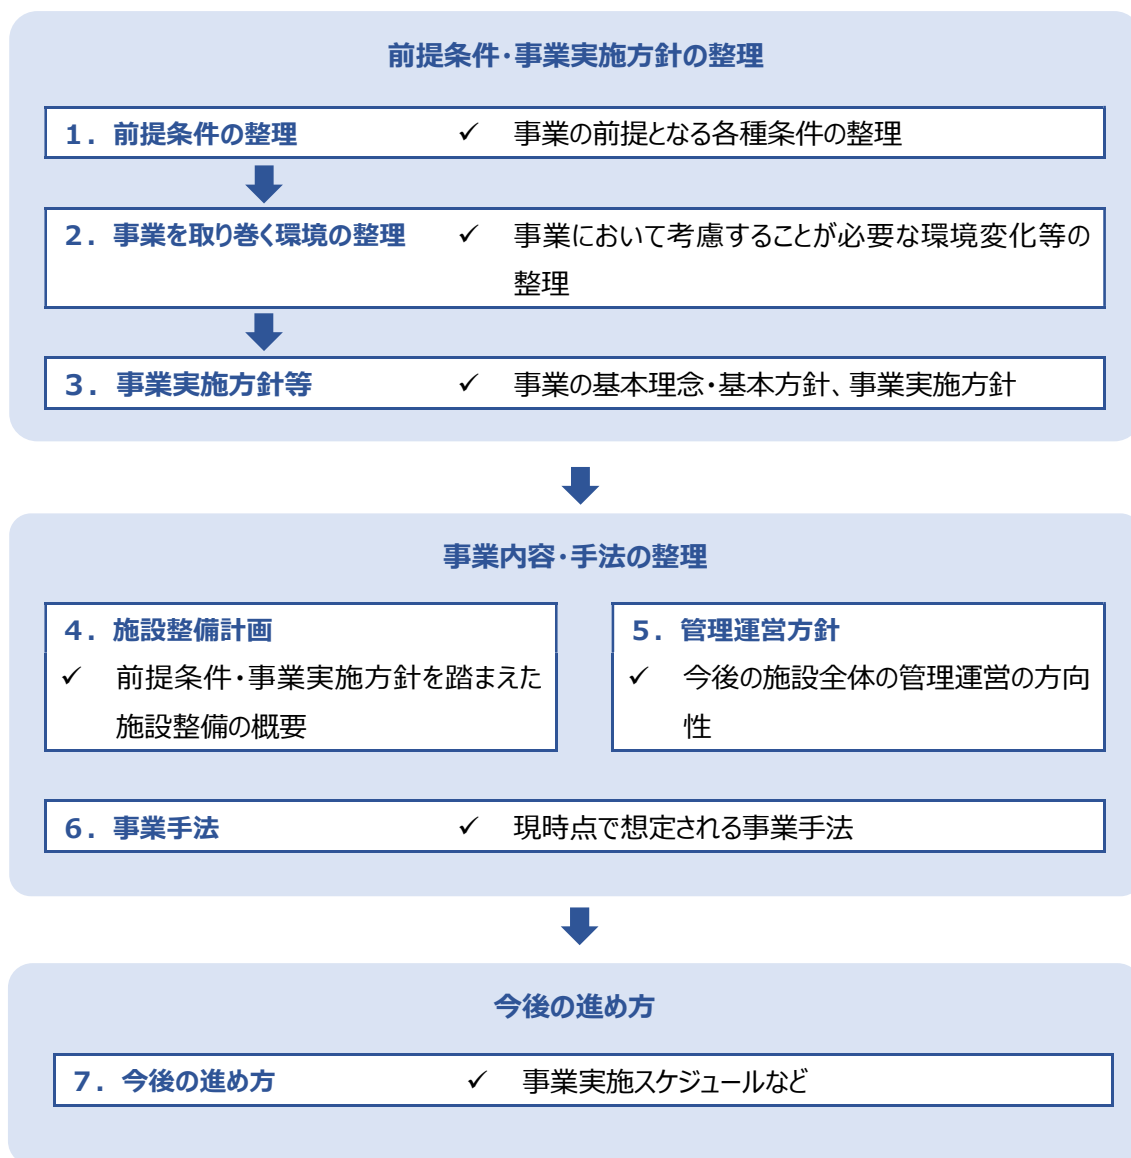 前提条件・事業実施方針の整理
１．前提条件の整理 ✓ 事業の前提となる各種条件の整理
２．事業を取り巻く環境の整理 ✓ 事業において考慮することが必要な環境変化等の
整理
３．事業実施方針等 ✓ 事業の基本理念・基本方針、事業実施方針
事業内容・手法の整理
４．施設整備計画
✓ 前提条件・事業実施方針を踏まえた
施設整備の概要
５．管理運営方針
✓ 今後の施設全体の管理運営の方向
性
６．事業手法 ✓ 現時点で想定される事業手法
今後の進め方
７．今後の進め方 ✓ 事業実施スケジュールなど